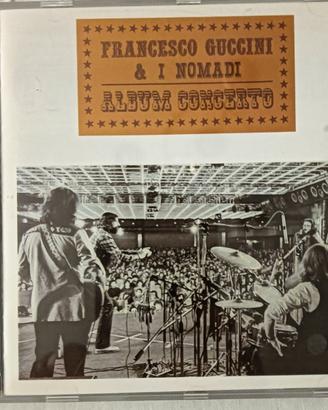 FRANCESCO GUCCINI
& I NOMADI
ALBUM CONCERTO